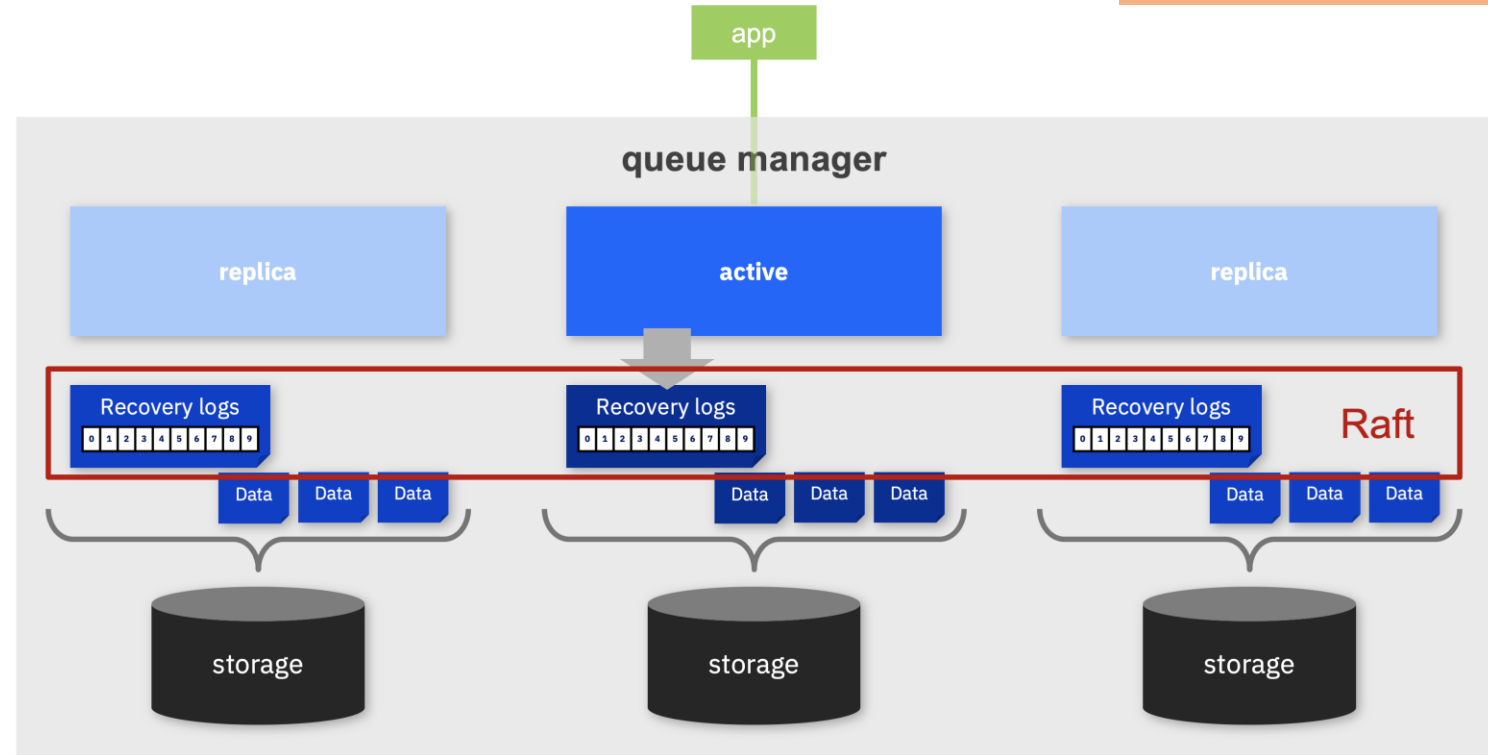 app
queue manager
replica
active
replica
Recovery logs
0 1 2 3 4 5 6 7 8 9
Recovery logs
0 1 2 3 4 5 6 7 8 9
Recovery logs
0 1 2 3 4 5 6 7 8 9
Raft
Data Data Data
Data Data Data
Data Data Data
storage
storage
storage